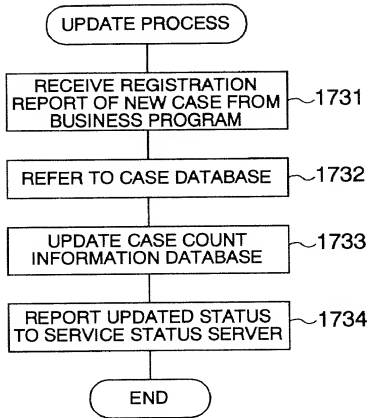 UPDATE PROCESS
RECEIVE REGISTRATION
REPORT OF NEW CASE FROM
BUSINESS PROGRAM
1731
REFER TO CASE DATABASE
1732
UPDATE CASE COUNT
INFORMATION DATABASE
1733
REPORT UPDATED STATUS
TO SERVICE STATUS SERVER
1734
END